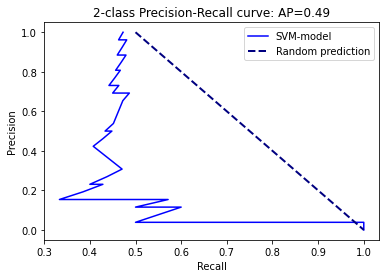 2-class Precision-Recall curve: AP=0.49
SVM-model
Random prediction
Precision
1.0
0.8
0.6
0.4
0.2
0.0
0.3 0.4 0.5 0.6 0.7 0.8 0.9 1.0
Recall